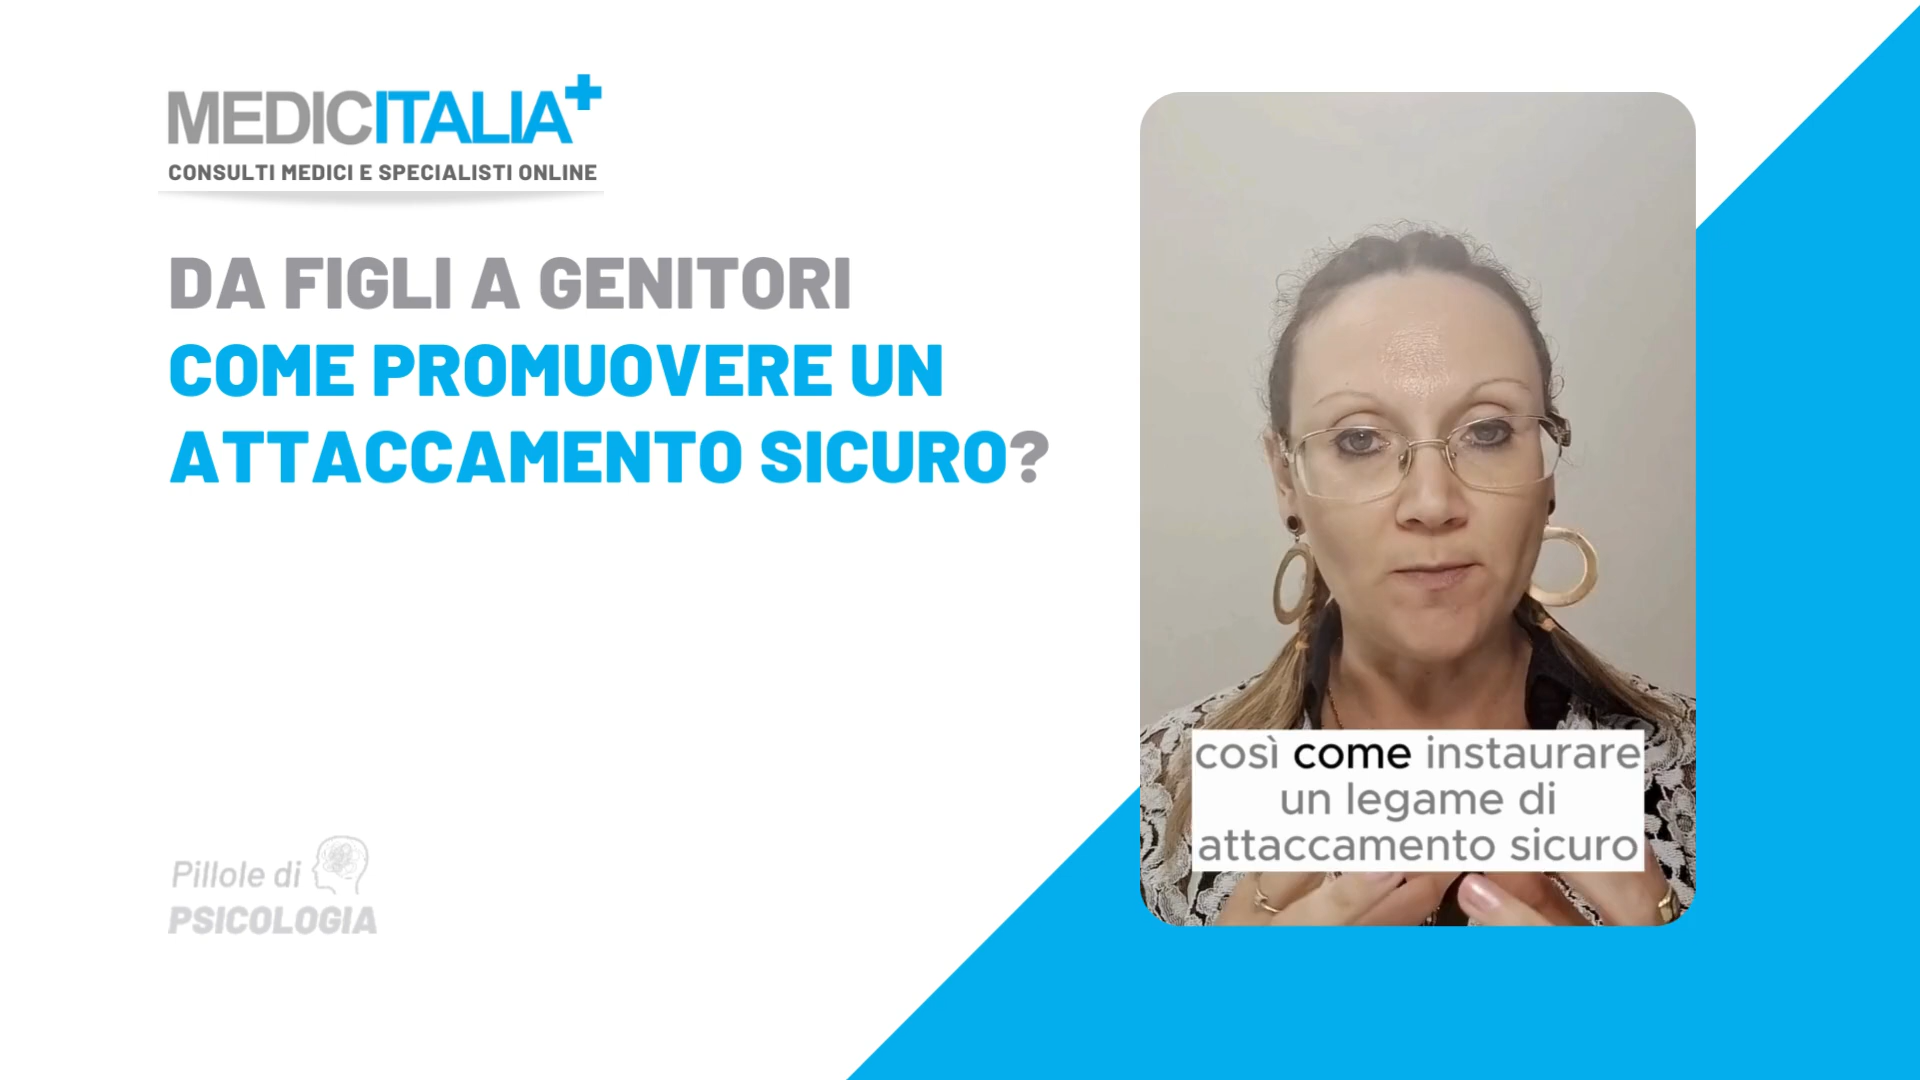 MEDICITALIA+
CONSULTI MEDICI E SPECIALISTI ONLINE
DA FIGLI A GENITORI
COME PROMUOVERE UN
ATTACCAMENTO SICURO?
così come instaurare
un legame di
attaccamento sicuro
Pillole di
PSICOLOGIA